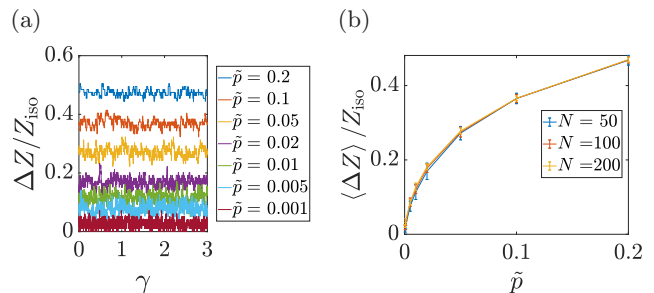 (a)
0.6
0.4
0.2
0
0 1 2 3
ΔZ/Z_iso
γ
p̃ = 0.2
p̃ = 0.1
p̃ = 0.05
p̃ = 0.02
p̃ = 0.01
p̃ = 0.005
p̃ = 0.001
(b)
0.4
0.2
0
0 0.1 0.2
⟨ΔZ⟩/Z_iso
p̃
N = 50
N =100
N =200